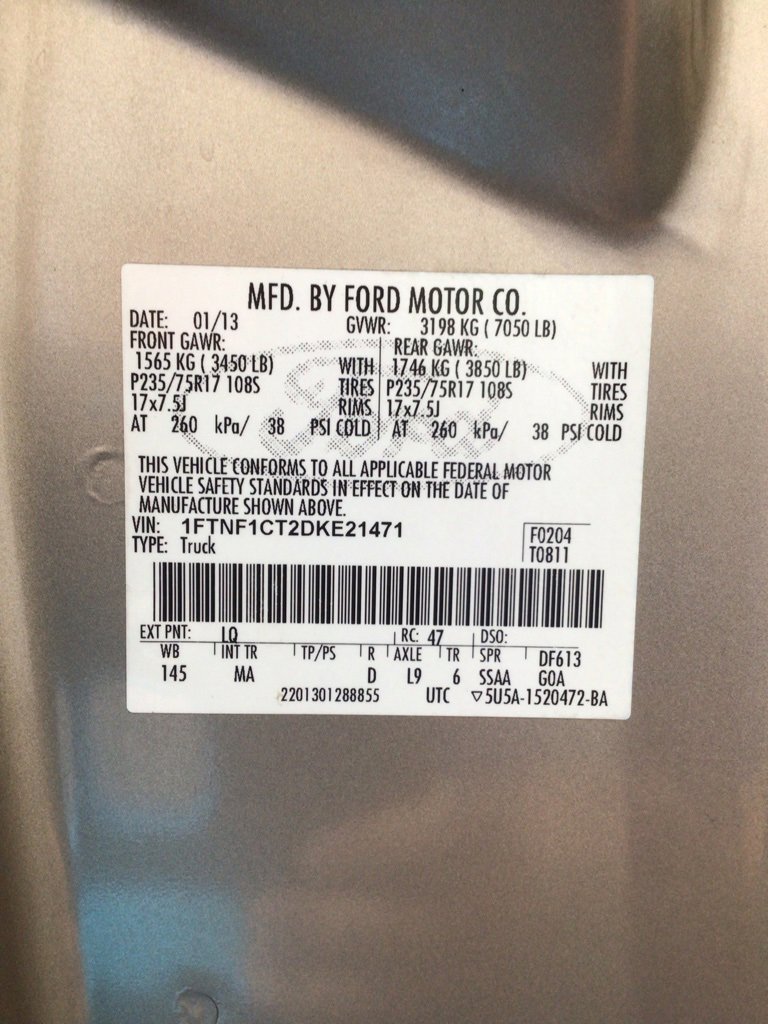 MFD. BY FORD MOTOR CO.
DATE: 01/13 GVWR: 3198 KG ( 7050 LB)
FRONT GAWR: REAR GAWR:
1565 KG ( 3450 LB) WITH 1746 KG ( 3850 LB) WITH
P235/75R17 108S TIRES P235/75R17 108S TIRES
17x7.5J RIMS 17x7.5J RIMS
AT 260 kPa/ 38 PSI COLD AT 260 kPa/ 38 PSI COLD
Ford
THIS VEHICLE CONFORMS TO ALL APPLICABLE FEDERAL MOTOR
VEHICLE SAFETY STANDARDS IN EFFECT ON THE DATE OF
MANUFACTURE SHOWN ABOVE.
VIN: 1FTNF1CT2DKE21471
TYPE: Truck
F0204
T0811
EXT PNT: LQ RC: 47 DSO:
WB INT TR TP/PS R AXLE TR SPR DF613
145 MA D L9 6 SSAA GOA
2201301288855 UTC ▽5U5A-1520472-BA